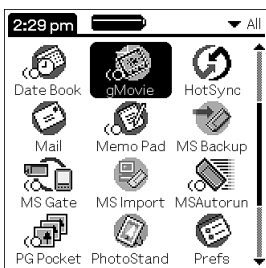 2:29 pm
All
Date Book
gMovie
HotSync
Mail
Memo Pad
MS Backup
MS Gate
MS Import
MSAutorun
PG Pocket
PhotoStand
Prefs